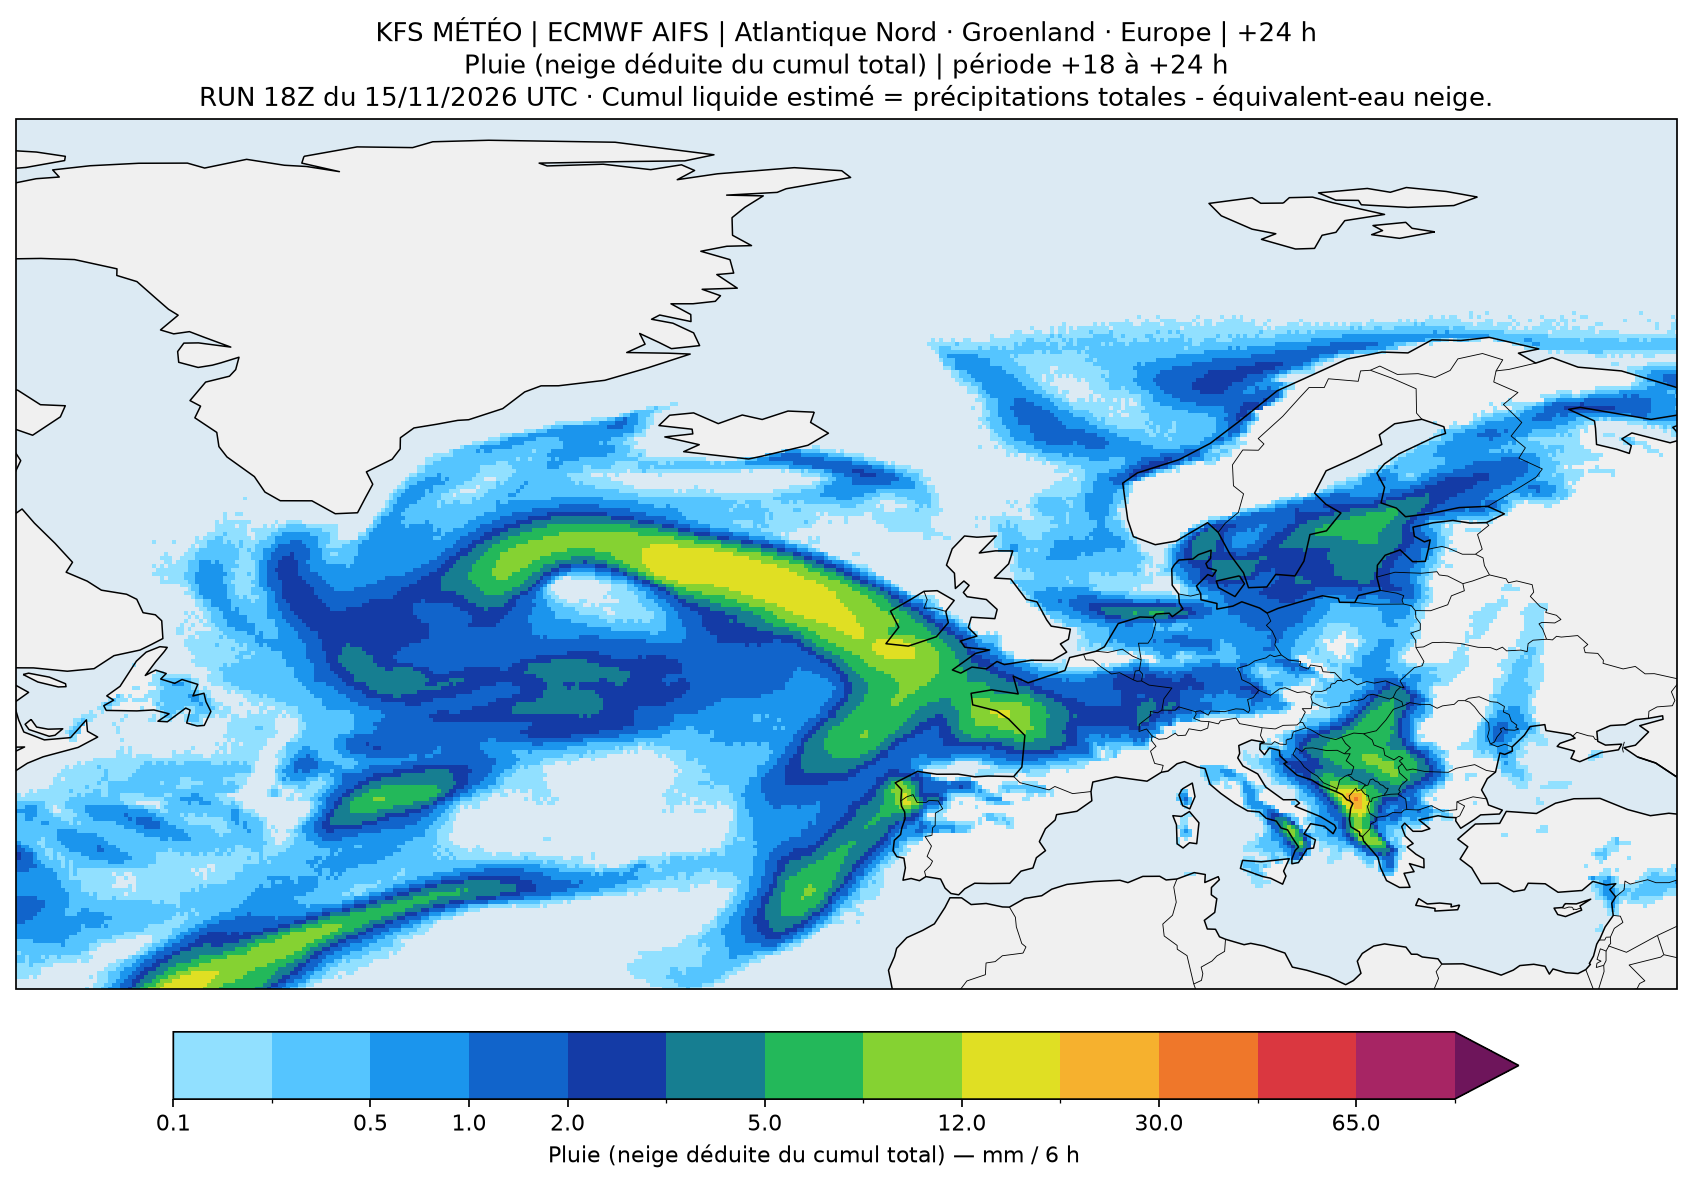 KFS MÉTÉO | ECMWF AIFS | Atlantique Nord · Groenland · Europe | +24 h
Pluie (neige déduite du cumul total) | période +18 à +24 h
RUN 18Z du 15/11/2026 UTC · Cumul liquide estimé = précipitations totales - équivalent-eau neige.
0.1 0.5 1.0 2.0 5.0 12.0 30.0 65.0
Pluie (neige déduite du cumul total) — mm / 6 h